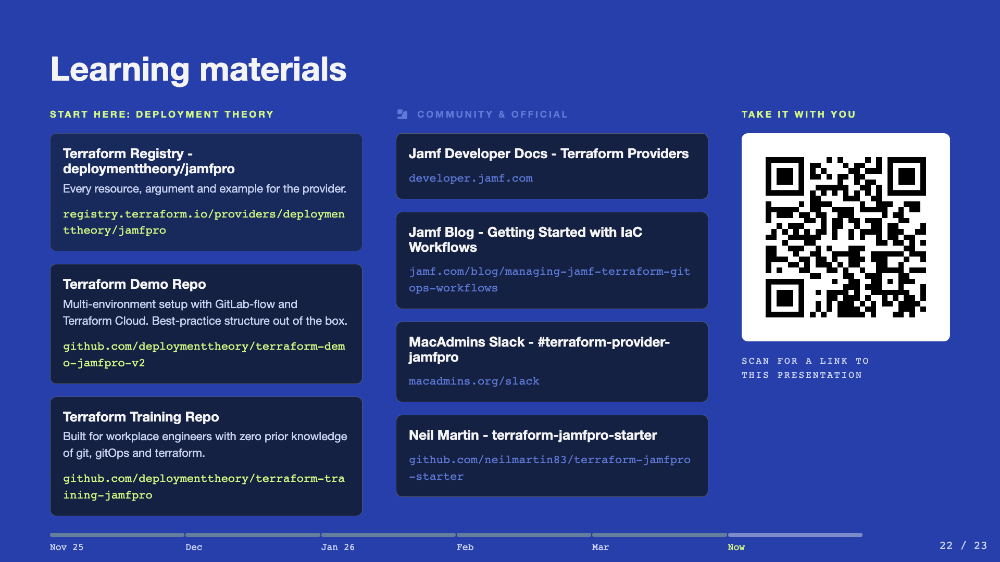 Learning materials
START HERE: DEPLOYMENT THEORY
Terraform Registry -
deploymenttheory/jamfpro
Every resource, argument and example for the provider.
registry.terraform.io/providers/deploymen
ttheory/jamfpro
Terraform Demo Repo
Multi-environment setup with GitLab-flow and
Terraform Cloud. Best-practice structure out of the box.
github.com/deploymenttheory/terraform-dem
o-jamfpro-v2
Terraform Training Repo
Built for workplace engineers with zero prior knowledge
of git, gitOps and terraform.
github.com/deploymenttheory/terraform-tra
ining-jamfpro
COMMUNITY & OFFICIAL
Jamf Developer Docs - Terraform Providers
developer.jamf.com
Jamf Blog - Getting Started with IaC
Workflows
jamf.com/blog/managing-jamf-terraform-git
ops-workflows
MacAdmins Slack - #terraform-provider-
jamfpro
macadmins.org/slack
Neil Martin - terraform-jamfpro-starter
github.com/neilmartin83/terraform-jamfpro
-starter
TAKE IT WITH YOU
SCAN FOR A LINK TO
THIS PRESENTATION
Nov 25
Dec
Jan 26
Feb
Mar
Now
22 / 23